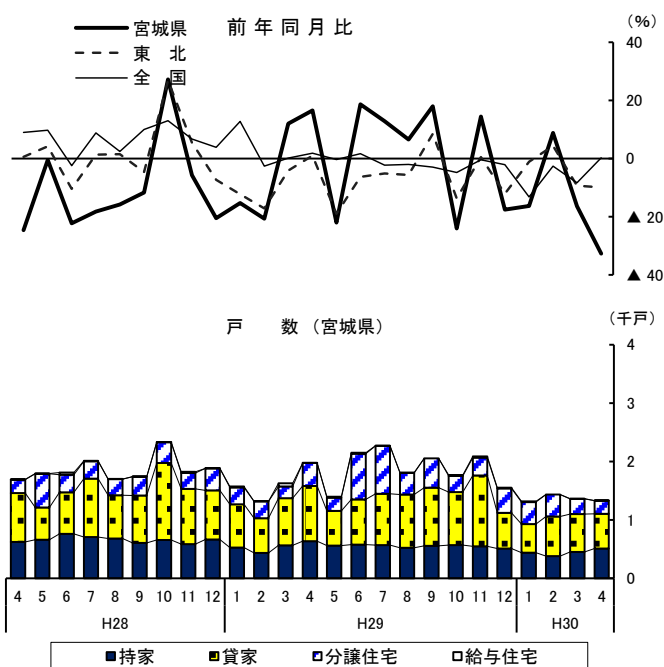 宮城県 前年同月比
東 北
全 国
(%)
40
20
0
▲ 20
▲ 40
戸 数（宮城県）
（千戸）
4
3
2
1
0
4 5 6 7 8 9 10 11 12 1 2 3 4 5 6 7 8 9 10 11 12 1 2 3 4
H28 H29 H30
持家 貸家 分譲住宅 給与住宅